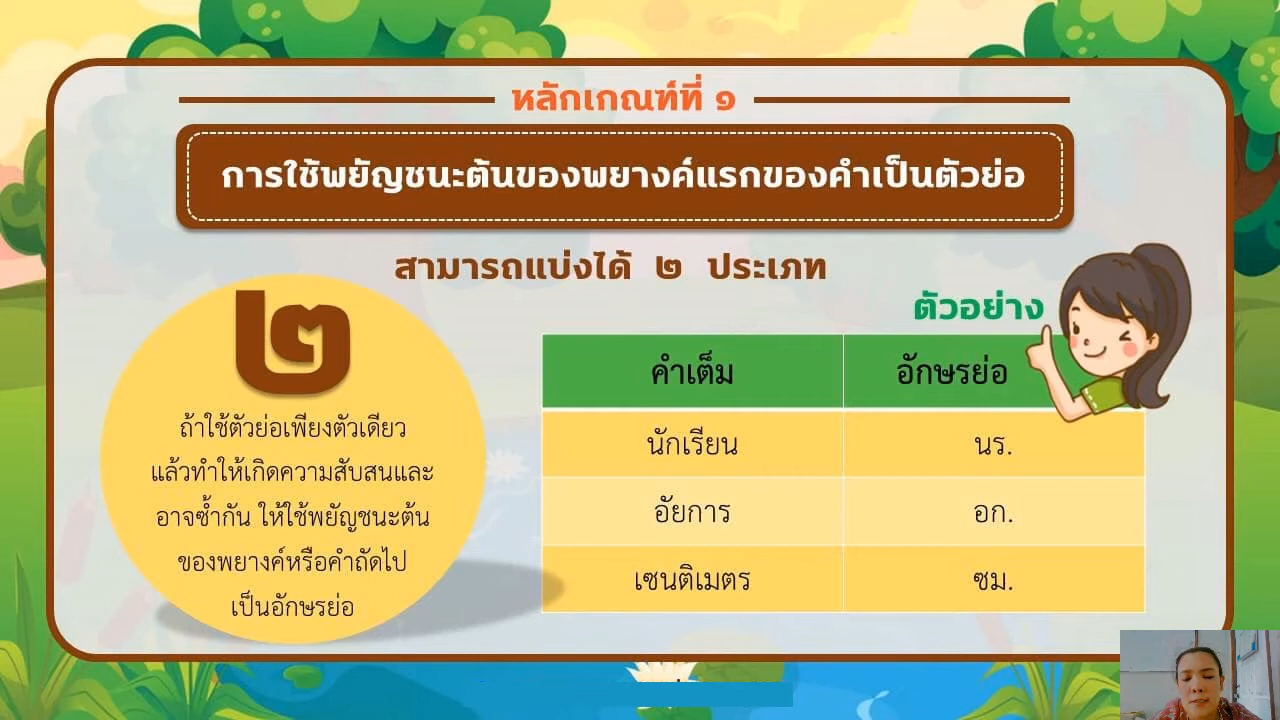 หลักเกณฑ์ที่ ๑
การใช้พยัญชนะต้นของพยางค์แรกของคำเป็นตัวย่อ
สามารถแบ่งได้ ๒ ประเภท
๒
ถ้าใช้ตัวย่อเพียงตัวเดียว
แล้วทำให้เกิดความสับสนและ
อาจซ้ำกัน ให้ใช้พยัญชนะต้น
ของพยางค์หรือคำถัดไป
เป็นอักษรย่อ
ตัวอย่าง
คำเต็ม อักษรย่อ
นักเรียน นร.
อัยการ อก.
เซนติเมตร ซม.